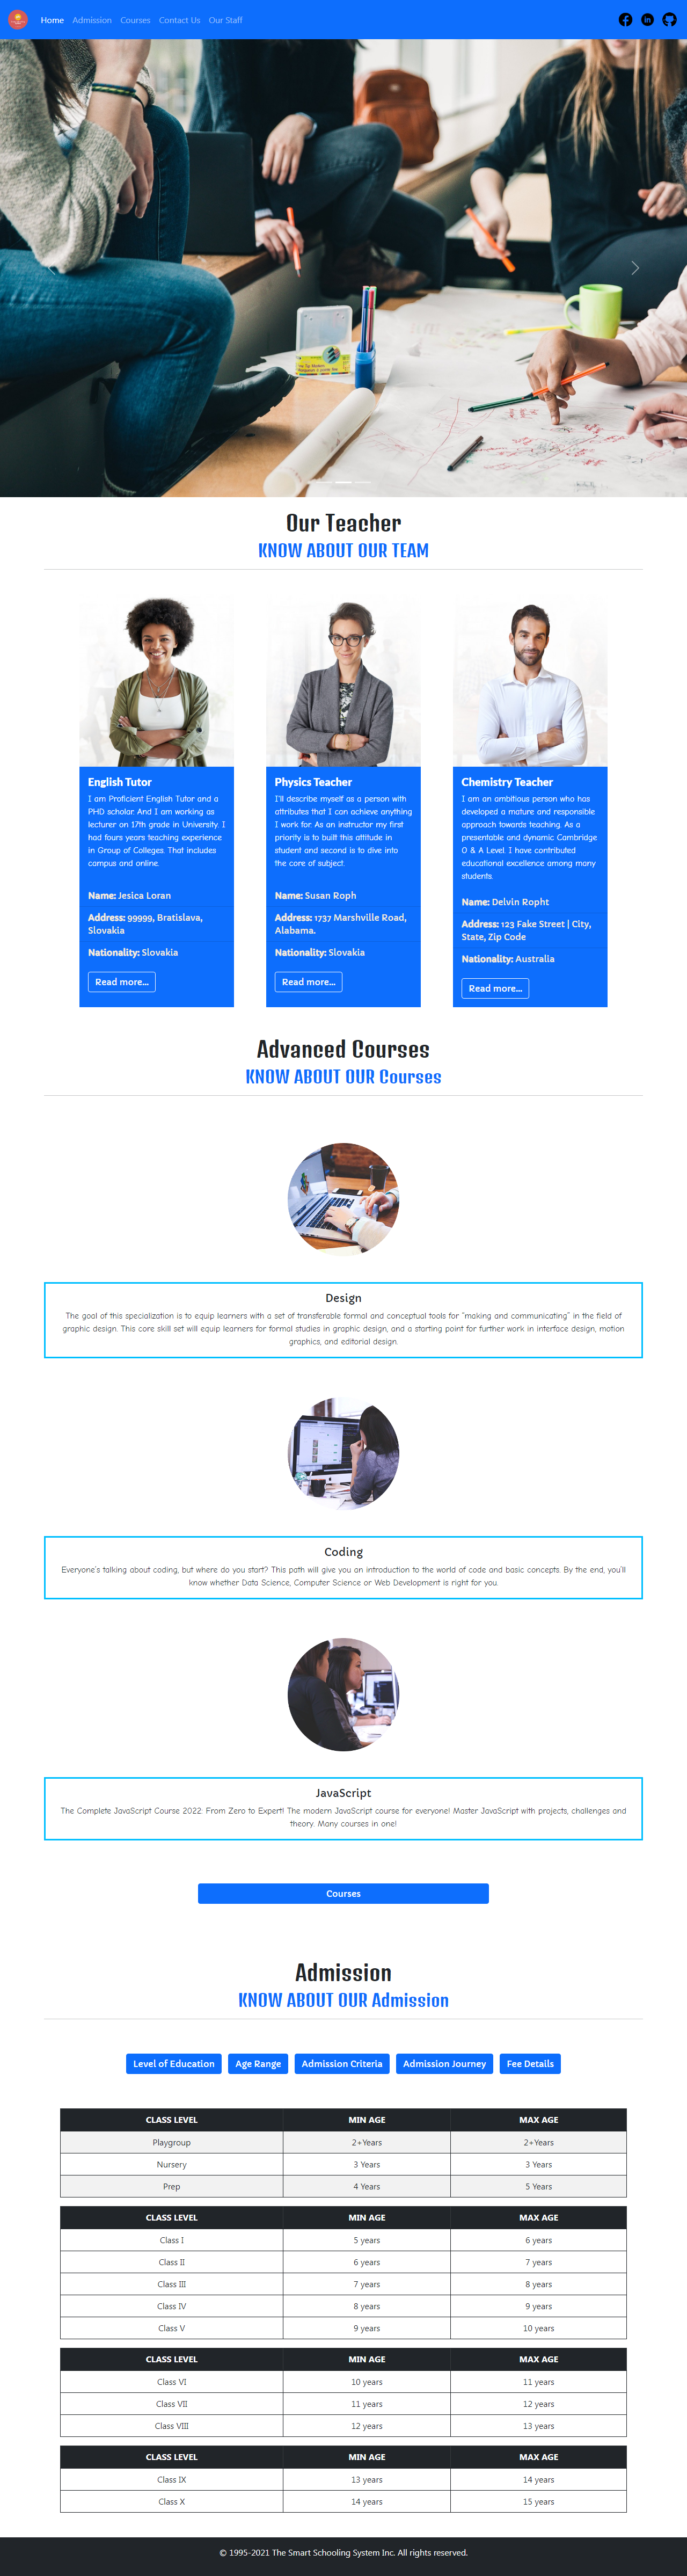 Home Admission Courses Contact Us Our Staff
Our Teacher
KNOW ABOUT OUR TEAM
English Tutor
I am Proficient English Tutor and a
PHD scholar. And I am working as
lecturer on 17th grade in University. I
had fours years teaching experience
in Group of Colleges. That includes
campus and online.
Name: Jesica Loran
Address: 99999, Bratislava,
Slovakia
Nationality: Slovakia
Read more...
Physics Teacher
I'll describe myself as a person with
attributes that I can achieve anything
I work for. As an instructor my first
priority is to built this attitude in
student and second is to dive into
the core of subject.
Name: Susan Roph
Address: 1737 Marshville Road,
Alabama.
Nationality: Slovakia
Read more...
Chemistry Teacher
I am an ambitious person who has
developed a mature and responsible
approach towards teaching. As a
presentable and dynamic Cambridge
O & A Level. I have contributed
educational excellence among many
students.
Name: Delvin Ropht
Address: 123 Fake Street | City,
State, Zip Code
Nationality: Australia
Read more...
Advanced Courses
KNOW ABOUT OUR Courses
Design
The goal of this specialization is to equip learners with a set of transferable formal and conceptual tools for "making and communicating" in the field of
graphic design. This core skill set will equip learners for formal studies in graphic design, and a starting point for further work in interface design, motion
graphics, and editorial design.
Coding
Everyone's talking about coding, but where do you start? This path will give you an introduction to the world of code and basic concepts. By the end, you'll
know whether Data Science, Computer Science or Web Development is right for you.
JavaScript
The Complete JavaScript Course 2022: From Zero to Expert! The modern JavaScript course for everyone! Master JavaScript with projects, challenges and
theory. Many courses in one!
Courses
Admission
KNOW ABOUT OUR Admission
Level of Education Age Range Admission Criteria Admission Journey Fee Details
CLASS LEVEL MIN AGE MAX AGE
Playgroup 2+Years 2+Years
Nursery 3 Years 3 Years
Prep 4 Years 5 Years
CLASS LEVEL MIN AGE MAX AGE
Class I 5 years 6 years
Class II 6 years 7 years
Class III 7 years 8 years
Class IV 8 years 9 years
Class V 9 years 10 years
CLASS LEVEL MIN AGE MAX AGE
Class VI 10 years 11 years
Class VII 11 years 12 years
Class VIII 12 years 13 years
CLASS LEVEL MIN AGE MAX AGE
Class IX 13 years 14 years
Class X 14 years 15 years
© 1995-2021 The Smart Schooling System Inc. All rights reserved.